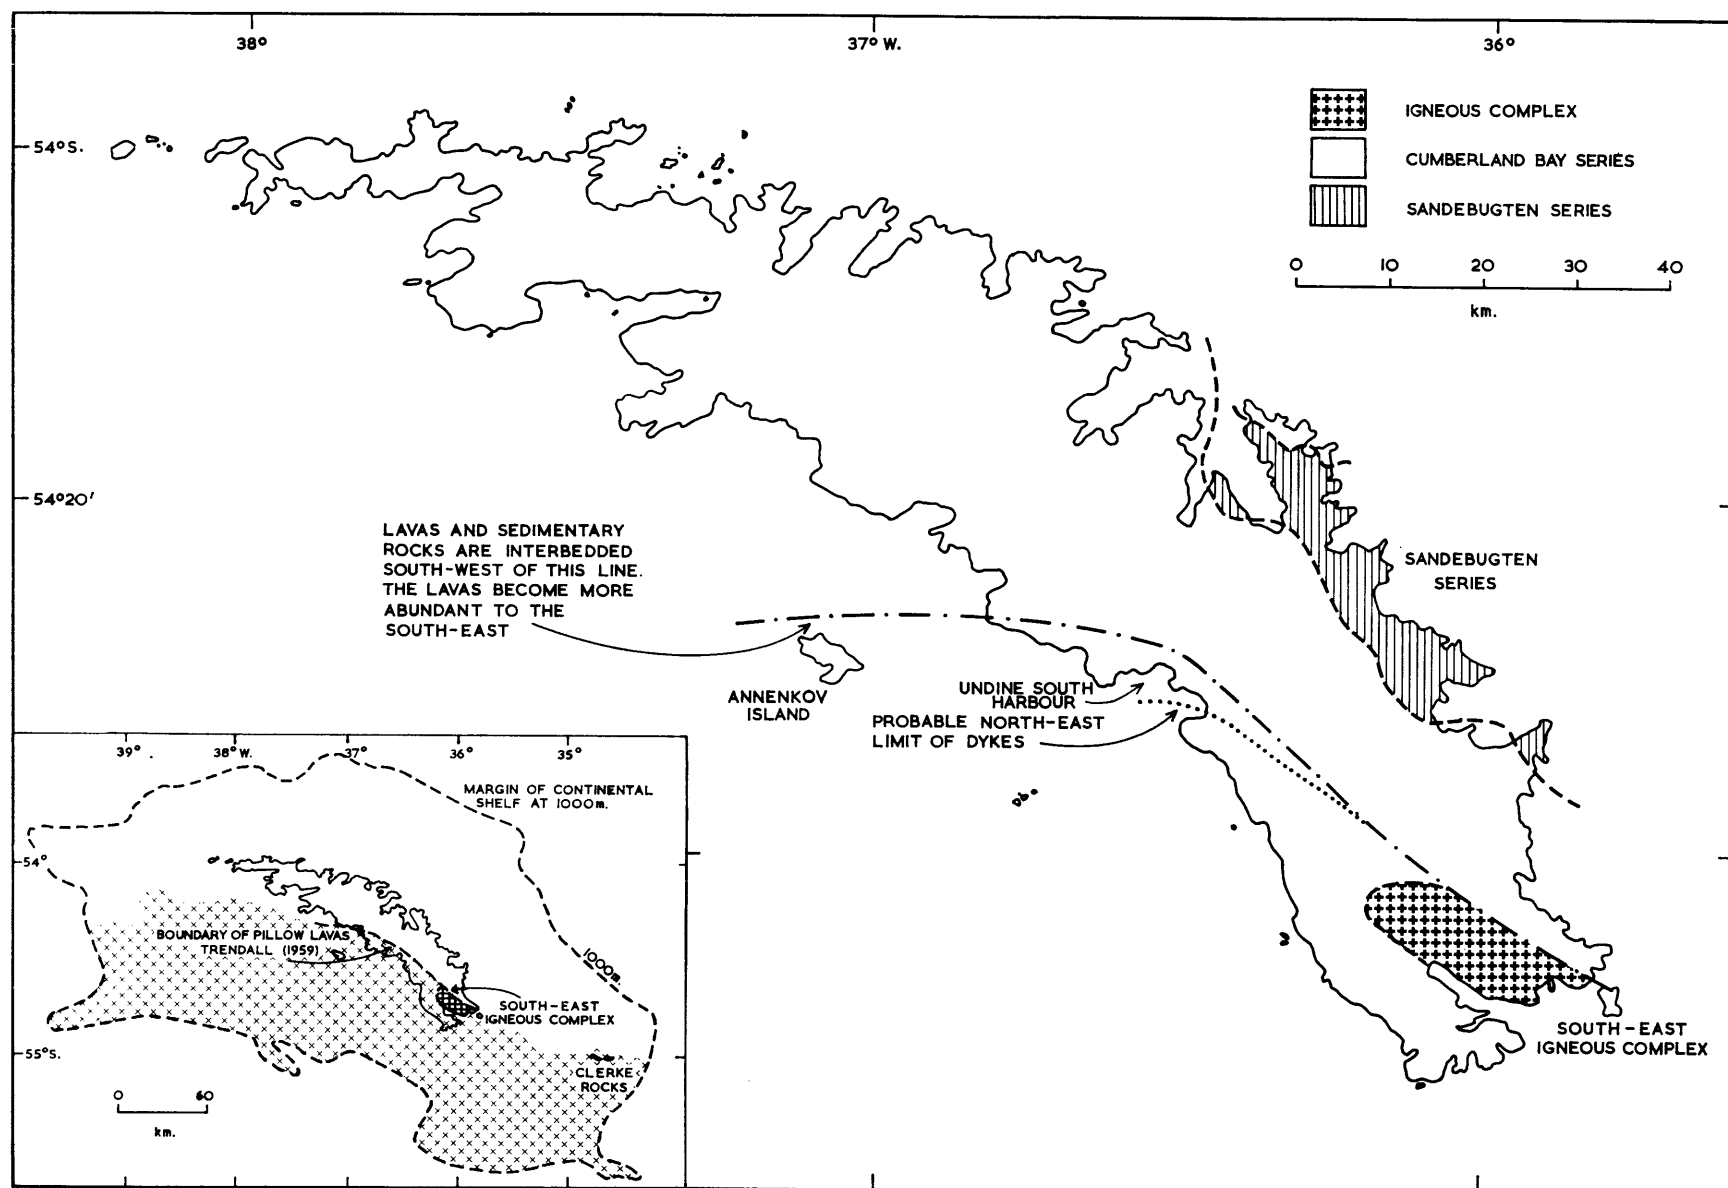 38°
37° W.
36°
54° S.
IGNEOUS COMPLEX
CUMBERLAND BAY SERIES
SANDEBUGTEN SERIES
0 10 20 30 40
km.
54° 20'
LAVAS AND SEDIMENTARY
ROCKS ARE INTERBEDDED
SOUTH-WEST OF THIS LINE.
THE LAVAS BECOME MORE
ABUNDANT TO THE
SOUTH-EAST
SANDEBUGTEN
SERIES
ANNENKOV
ISLAND
UNDINE SOUTH
HARBOUR
PROBABLE NORTH-EAST
LIMIT OF DYKES
SOUTH-EAST
IGNEOUS COMPLEX
39°
38° W.
37°
36°
35°
MARGIN OF CONTINENTAL
SHELF AT 1000m.
54°
BOUNDARY OF PILLOW LAVAS
TRENDALL (1959)
1000m.
SOUTH-EAST
IGNEOUS COMPLEX
55° S.
CLERKE
ROCKS
0 60
km.